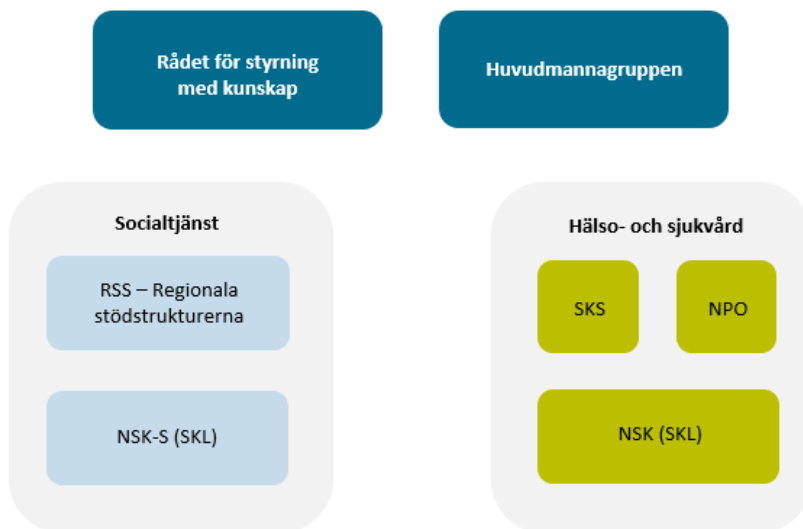 Rådet för styrning
med kunskap
Huvudmannagruppen
Socialtjänst
RSS – Regionala
stödstrukturerna
NSK-S (SKL)
Hälso- och sjukvård
SKS
NPO
NSK (SKL)